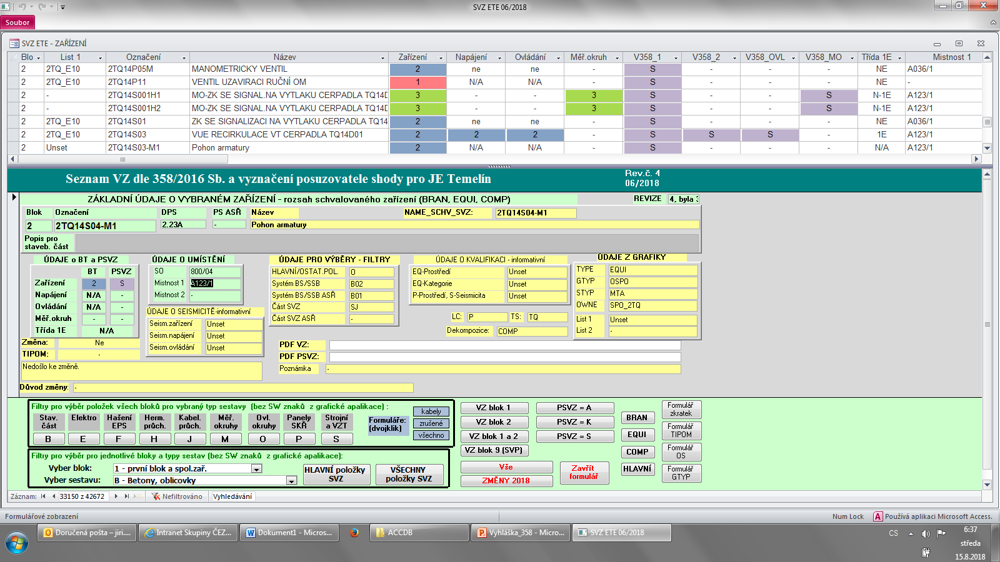 SVZ ETE 06/2018
Soubor
SVZ ETE - ZAŘÍZENÍ
Blo List 1 Označení Název Zařízení Napájení Ovládání Měř.okruh V358_1 V358_2 V358_OVL V358_MO Třída 1E Mistnost 1
2 2TQ_E10 2TQ14P05M MANOMETRICKY VENTIL 2 ne ne - S - - - NE A036/1
2 2TQ_E10 2TQ14P11 VENTIL UZAVIRACI RUČNÍ OM 1 N/A N/A - S - - - NE -
2 - 2TQ14S001H1 MO-ZK SE SIGNAL.NA VYTLAKU CERPADLA TQ14D 3 - - 3 S - - S N-1E A123/1
2 - 2TQ14S001H2 MO-ZK SE SIGNAL.NA VYTLAKU CERPADLA TQ14D 3 - - 3 S - - S N-1E A123/1
2 2TQ_E10 2TQ14S01 ZK SE SIGNALIZACI NA VYTLAKU CERPADLA TQ14 2 ne ne - S - - - NE A036/1
2 2TQ_E10 2TQ14S03 VUE RECIRKULACE VT CERPADLA TQ14D01 2 2 2 - S S S - 1E A123/1
2 Unset 2TQ14S03-M1 Pohon armatury 2 N/A N/A - S - - - N/A A123/1
Seznam VZ dle 358/2016 Sb. a vyznačení posuzovatele shody pro JE Temelín
Rev.č. 4
06/2018
ZÁKLADNÍ ÚDAJE O VYBRANÉM ZAŘÍZENÍ - rozsah schvalovaného zařízení (BRAN, EQUI, COMP)
REVIZE 4, byla
Blok Označení DPS PS ASŘ Název NAME_SCHV_SVZ: 2TQ14S04-M1
2 2TQ14S04-M1 2.23A - Pohon armatury
Popis pro
staveb. část
ÚDAJE o BT a PSVZ
BT PSVZ
Zařízení 2 S
Napájení N/A -
Ovládání N/A -
Měř.okruh - -
Třída 1E N/A
Změna: Ne
TIPOM: -
Nedošlo ke změně.
Důvod změny: -
ÚDAJE O UMÍSTĚNÍ
SO 800/04
Mistnost 1 A123/1
Mistnost 2 -
ÚDAJE O SEISMICITĚ-informativní
Seism.zařízení Unset
Seism.napájení Unset
Seism.ovládání Unset
ÚDAJE PRO VÝBĚRY - FILTRY
HLAVNÍ/OSTAT.POL. O
Systém BS/SSB B02
Systém BS/SSB ASŘ B01
Část SVZ SJ
Část SVZ ASŘ -
ÚDAJE O KVALIFIKACI - informativní
EQ-Prostředí Unset
EQ-Kategorie Unset
P-Prostředí, S-Seismicita Unset
LC: P TS: TQ
Dekompozice: COMP
ÚDAJE Z GRAFIKY
TYPE EQUI
GTYP OSPO
STYP MTA
OWNE SPO_2TQ
List 1 Unset
List 2 -
PDF VZ:
PDF PSVZ:
Poznámka -
Filtry pro výběr položek všech bloků pro vybraný typ sestavy (bez SW znaků z grafické apalikace) :
Stav. část Elektro Hašení EPS Herm. průch. Kabel. průch. Měř. okruhy Ovl. okruhy Panely SKŘ Strojní a VZT
B E F H J M O P S
Formuláře:
(dvojklik)
kabely
zrušené
všechno
Filtry pro výběr pro jednotlivé bloky a typy sestav (bez SW znaků z grafické apalikace):
Vyber blok: 1 - první blok a spol.zař.
Vyber sestavu: B - Betony, oblicovky
HLAVNÍ položky
SVZ
VŠECHNY
položky SVZ
VZ blok 1
VZ blok 2
VZ blok 1 a 2
VZ blok 9 (SVP)
Vše
ZMĚNY 2018
PSVZ = A
PSVZ = K
PSVZ = S
Zavřít
formulář
BRAN
EQUI
COMP
HLAVNÍ
Formulář
zkratek
Formulář
TIPOM
Formulář
OS
Formulář
GTYP
Záznam: 33150 z 42672 Nefiltrováno Vyhledávání
Formulářové zobrazení Num Lock Používá aplikaci Microsoft Access.
Doručená pošta – jiri.... Intranet Skupiny ČEZ... Dokument1 - Micros... ACCDB Vyhláška_358 - Micro... SVZ ETE 06/2018
CS 6:37
středa
15.8.2018